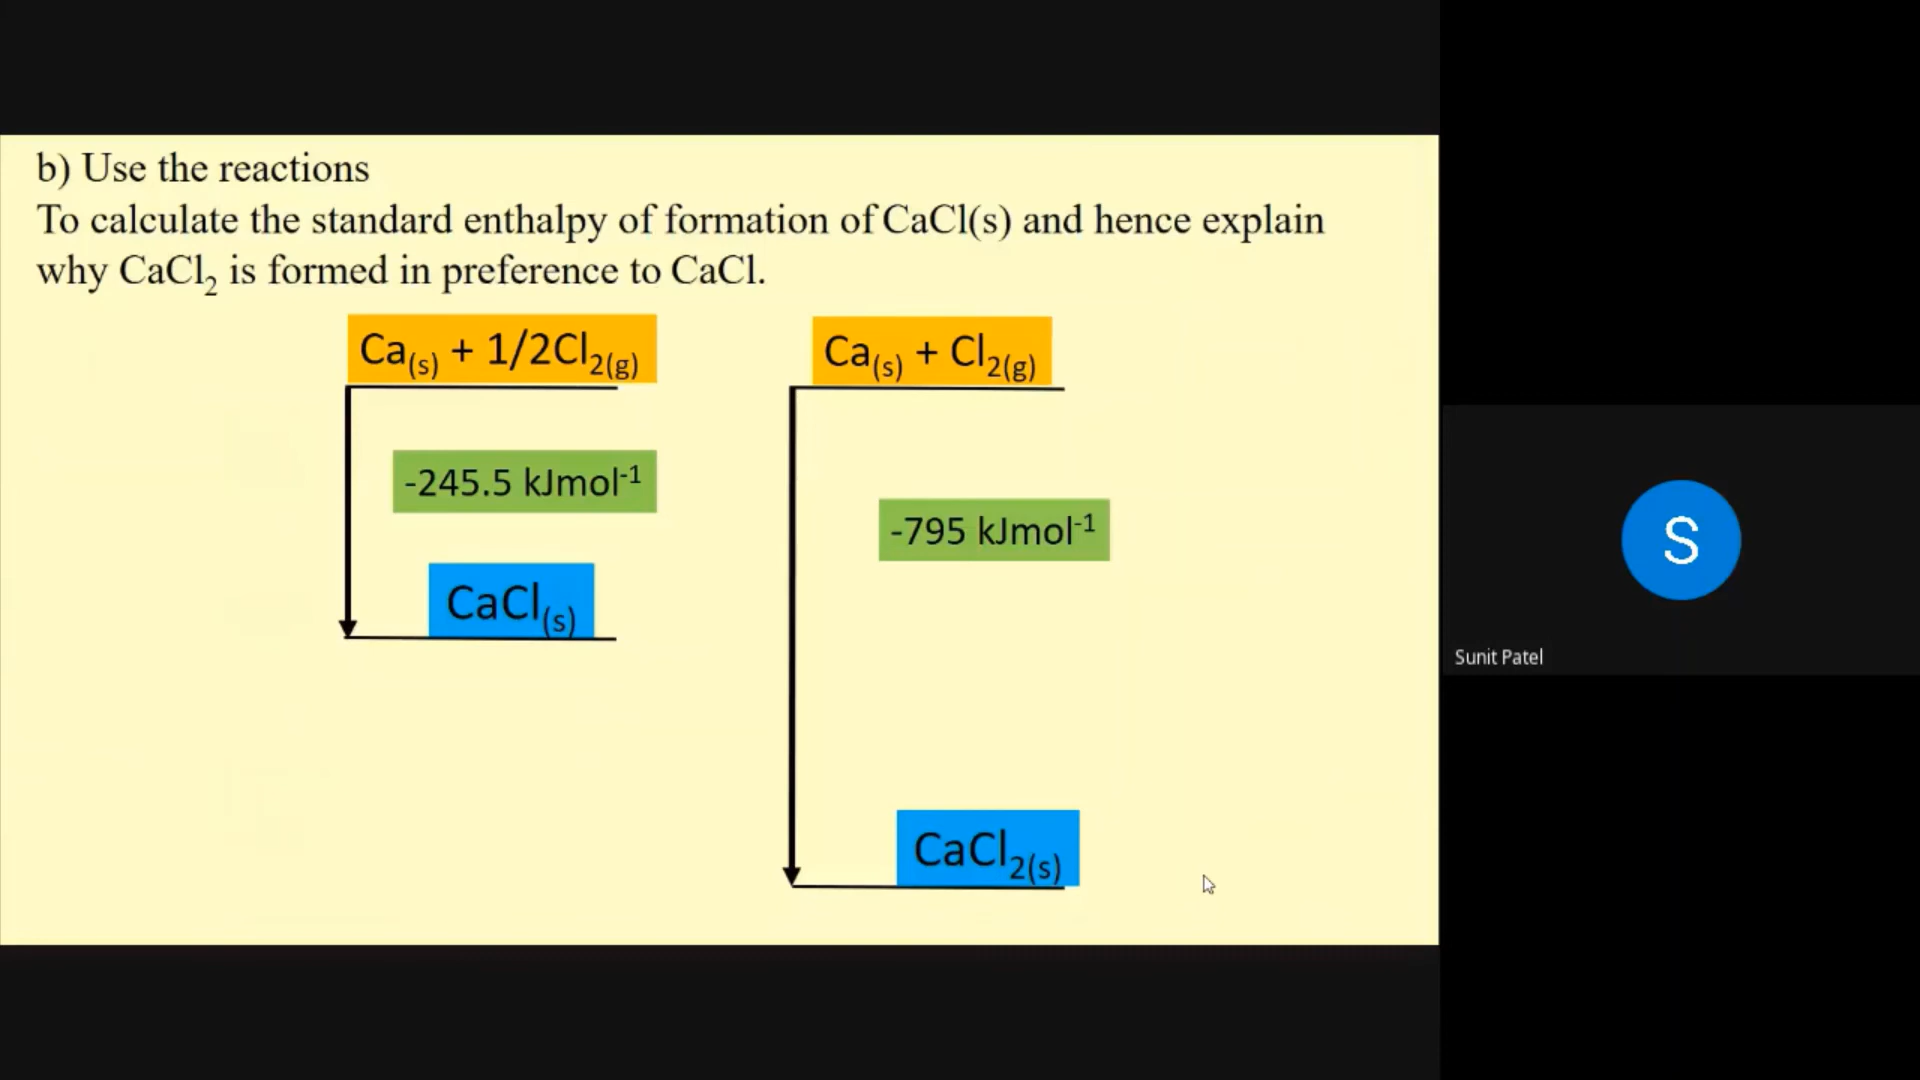 b) Use the reactions
To calculate the standard enthalpy of formation of CaCl(s) and hence explain
why CaCl₂ is formed in preference to CaCl.
Ca₍ₛ₎ + 1/2Cl₂₍g₎
Ca₍ₛ₎ + Cl₂₍g₎
-245.5 kJmol⁻¹
-795 kJmol⁻¹
CaCl₍ₛ₎
CaCl₂₍ₛ₎
S
Sunit Patel